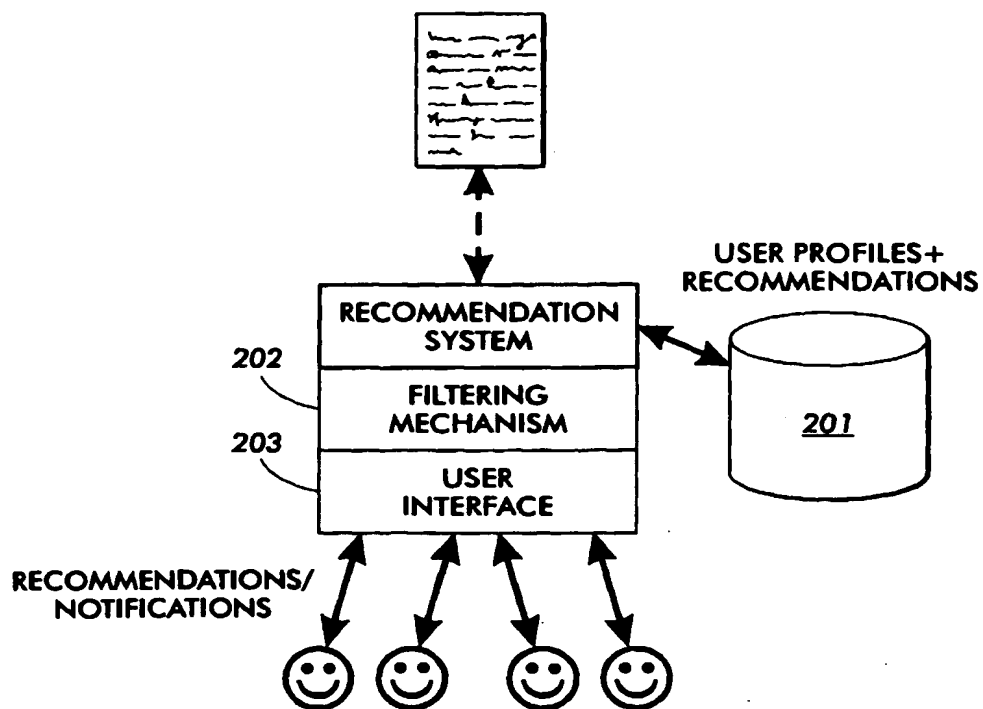 USER PROFILES+
RECOMMENDATIONS
RECOMMENDATION
SYSTEM
202
FILTERING
MECHANISM
201
203
USER
INTERFACE
RECOMMENDATIONS/
NOTIFICATIONS